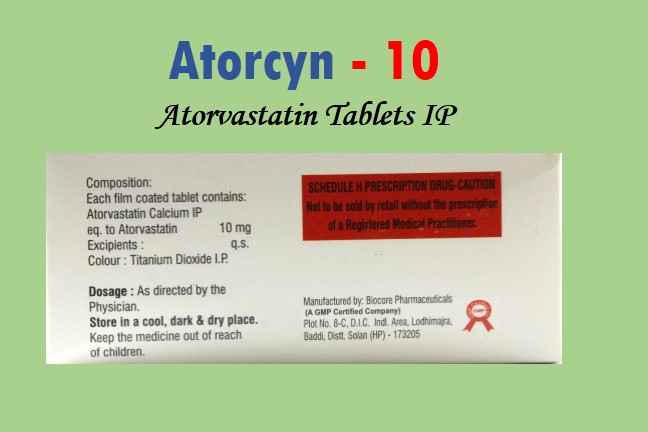 Atorcyn - 10
Atorvastatin Tablets IP
Composition:
Each film coated tablet contains:
Atorvastatin Calcium IP
eq. to Atorvastatin 10 mg
Excipients : q.s.
Colour : Titanium Dioxide I.P.
Dosage : As directed by the
Physician.
Store in a cool, dark & dry place.
Keep the medicine out of reach
of children.
SCHEDULE H PRESCRIPTION DRUG-CAUTION
Not to be sold by retail without the prescription
of a Registered Medical Practitioner.
Manufactured by: Biocore Pharmaceuticals
(A GMP Certified Company)
Plot No. 8-C, D.I.C. Indl. Area, Lodhimajra,
Baddi, Distt. Solan (HP) - 173205
GMP